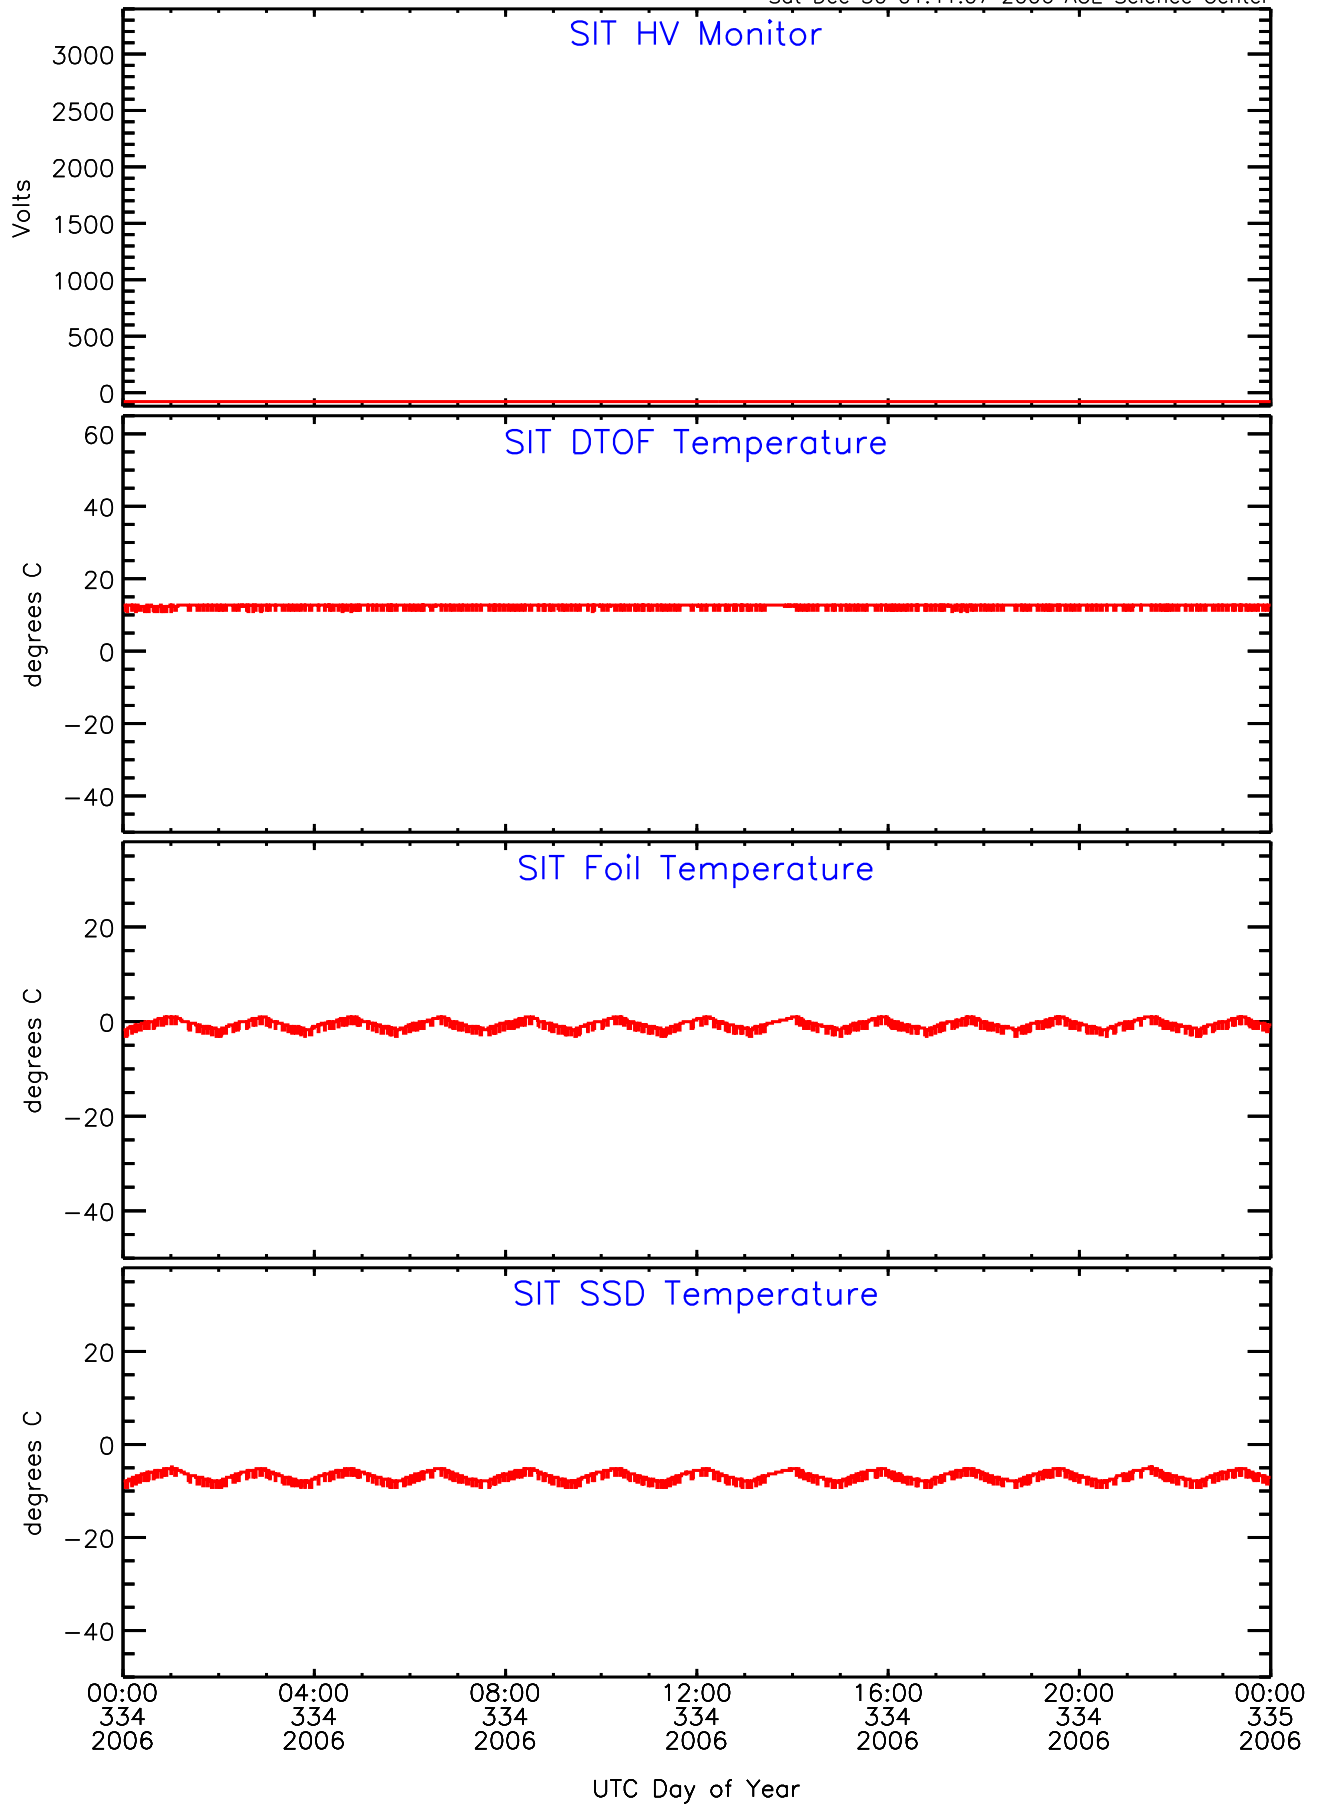 SIT HV Monitor
3000
2500
2000
1500
1000
500
0
Volts
SIT DTOF Temperature
60
40
20
0
−20
−40
degrees C
SIT Foil Temperature
20
0
−20
−40
degrees C
SIT SSD Temperature
20
0
−20
−40
degrees C
00:00 04:00 08:00 12:00 16:00 20:00 00:00
334 334 334 334 334 334 335
2006 2006 2006 2006 2006 2006 2006
UTC Day of Year